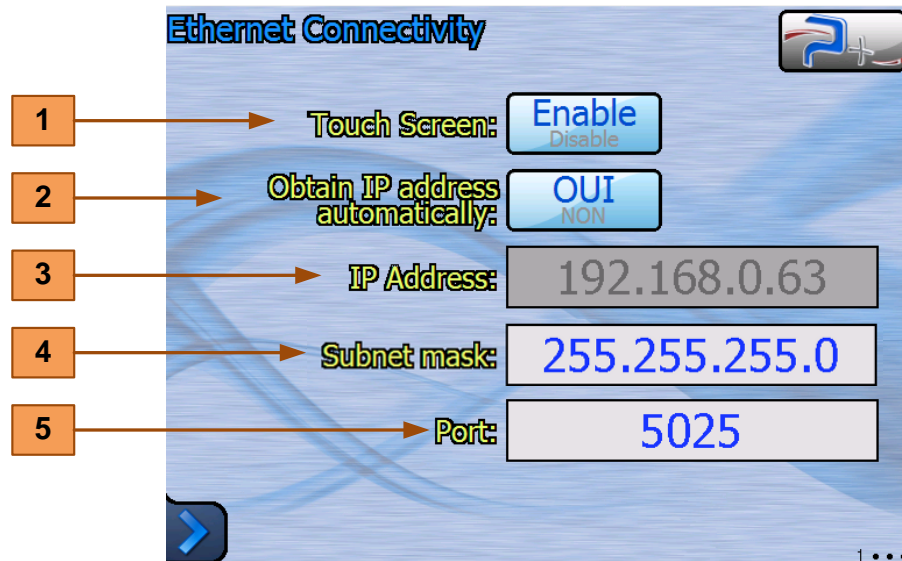 Ethernet Connectivity
1
Touch Screen:
Enable
Disable
2
Obtain IP address
automatically:
OUI
NON
3
IP Address:
192.168.0.63
4
Subnet mask:
255.255.255.0
5
Port:
5025
1